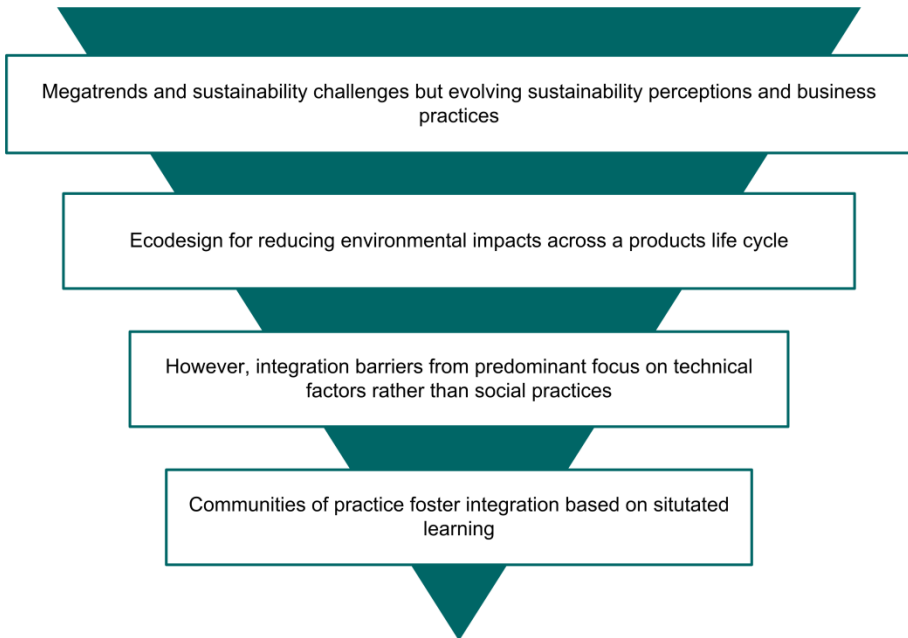 Megatrends and sustainability challenges but evolving sustainability perceptions and business
practices
Ecodesign for reducing environmental impacts across a products life cycle
However, integration barriers from predominant focus on technical
factors rather than social practices
Communities of practice foster integration based on situtated
learning